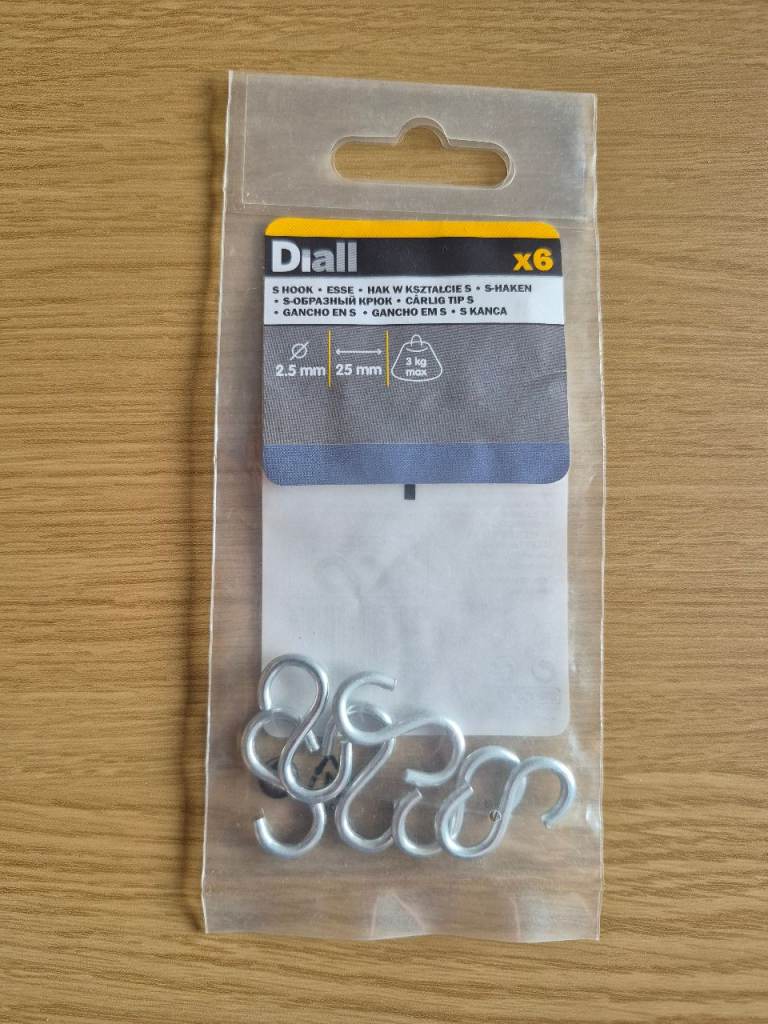 Diall x6
S HOOK • ESSE • HAK W KSZTAŁCIE S • S-HAKEN
• S-ОБРАЗНЫЙ КРЮК • CÂRLIG TIP S
• GANCHO EN S • GANCHO EM S • S KANCA
2.5 mm 25 mm 3 kg
max